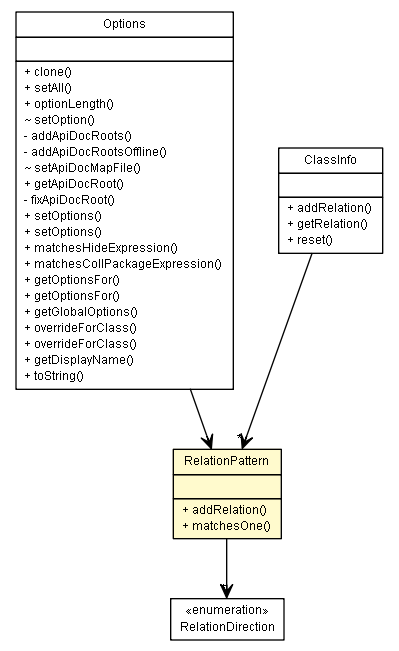 Options
+ clone()
+ setAll()
+ optionLength()
~ setOption()
- addApiDocRoots()
- addApiDocRootsOffline()
~ setApiDocMapFile()
+ getApiDocRoot()
- fixApiDocRoot()
+ setOptions()
+ setOptions()
+ matchesHideExpression()
+ matchesCollPackageExpression()
+ getOptionsFor()
+ getOptionsFor()
+ getGlobalOptions()
+ overrideForClass()
+ overrideForClass()
+ getDisplayName()
+ toString()
ClassInfo
+ addRelation()
+ getRelation()
+ reset()
RelationPattern
+ addRelation()
+ matchesOne()
«enumeration»
RelationDirection